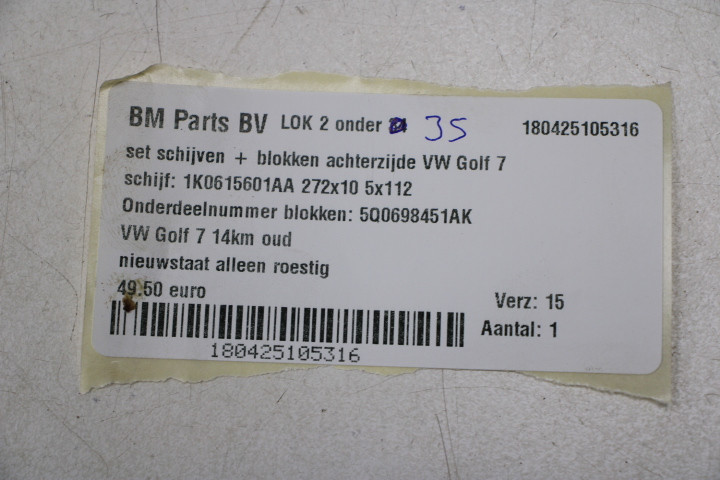 BM Parts BV LOK 2 onder 35 180425105316
set schijven + blokken achterzijde VW Golf 7
schijf: 1K0615601AA 272x10 5x112
Onderdeelnummer blokken: 5Q0698451AK
VW Golf 7 14km oud
nieuwstaat alleen roestig
49.50 euro
Verz: 15
Aantal: 1
180425105316